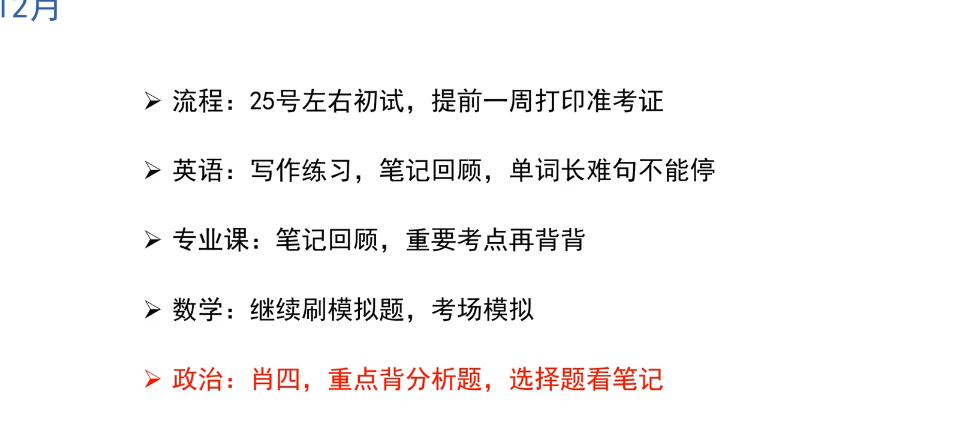 12月
流程：25号左右初试，提前一周打印准考证
英语：写作练习，笔记回顾，单词长难句不能停
专业课：笔记回顾，重要考点再背背
数学：继续刷模拟题，考场模拟
政治：肖四，重点背分析题，选择题看笔记